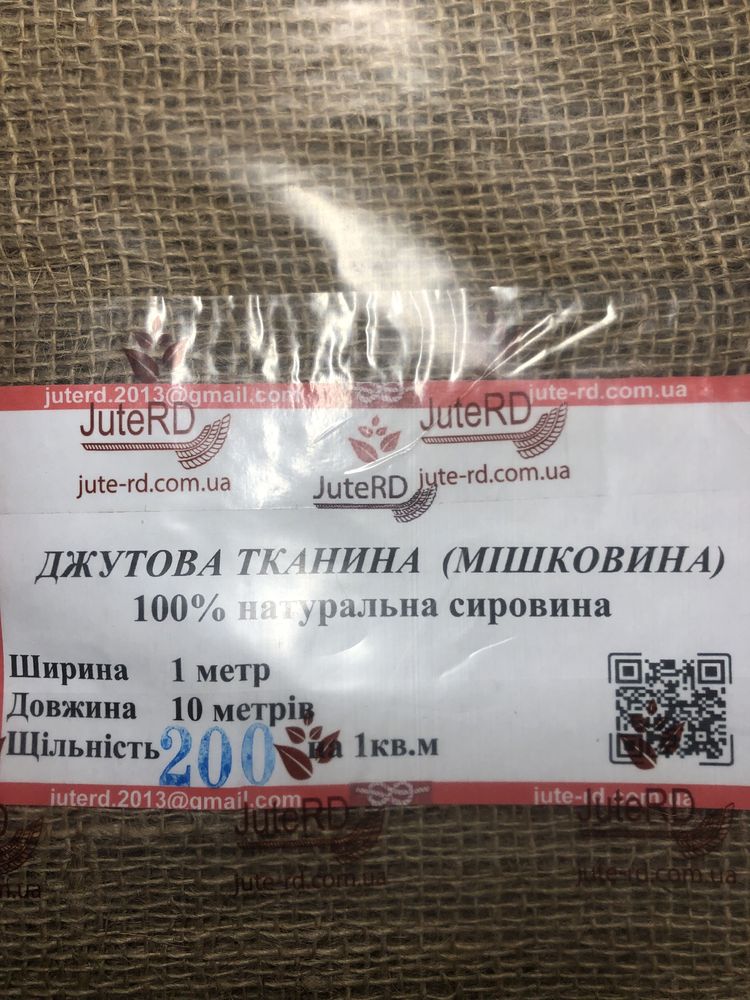 juterd.2013@gmail.com jute-rd.com.ua
JuteRD JuteRD
jute-rd.com.ua JuteRD jute-rd.com.ua
ДЖУТОВА ТКАНИНА (МІШКОВИНА)
100% натуральна сировина
Ширина 1 метр
Довжина 10 метрів
Щільність 200 на 1кв.м
juterd.2013@gmail.com jute-rd.com.ua
JuteRD JuteRD
jute-rd.com.ua jute-rd.com.ua